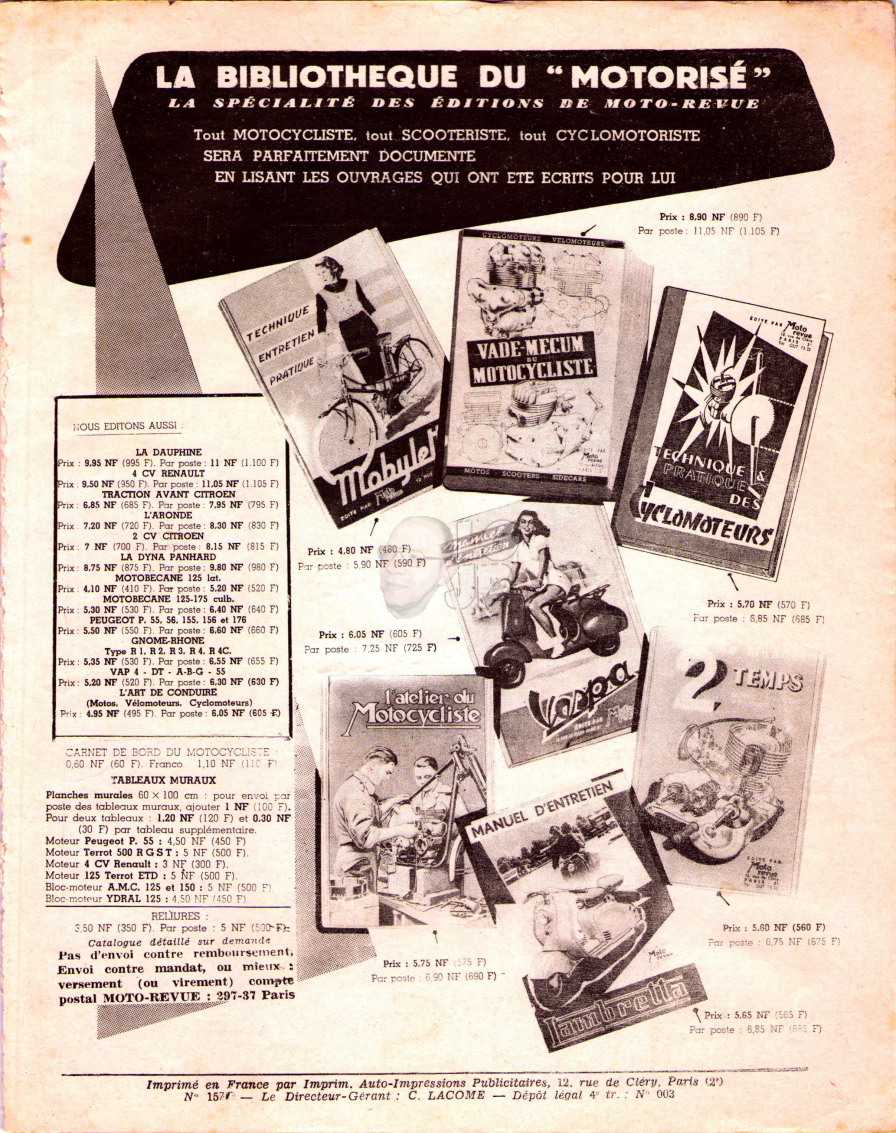 LA BIBLIOTHEQUE DU "MOTORISÉ"
LA SPÉCIALITÉ DES ÉDITIONS DE MOTO-REVUE
Tout MOTOCYCLISTE, tout SCOOTERISTE, tout CYCLOMOTORISTE
SERA PARFAITEMENT DOCUMENTE
EN LISANT LES OUVRAGES QUI ONT ETE ECRITS POUR LUI
Prix : 8,90 NF (890 F)
Par poste : 11,05 NF (1.105 F)
TECHNIQUE
ENTRETIEN
PRATIQUE
Mobylette
EDITE PAR
CYCLOMOTEURS VELOMOTEURS
VADE-MECUM
DU
MOTOCYCLISTE
Moto
revue
MOTOS - SCOOTERS - SIDECARS
EDITE PAR Moto
revue
PARIS
TECHNIQUE &
PRATIQUE
DES
CYCLOMOTEURS
NOUS EDITONS AUSSI :
LA DAUPHINE
Prix : 9.95 NF (995 F). Par poste : 11 NF (1.100 F)
4 CV RENAULT
Prix : 9.50 NF (950 F). Par poste : 11.05 NF (1.105 F)
TRACTION AVANT CITROEN
Prix : 6.85 NF (685 F). Par poste : 7.95 NF (795 F)
L'ARONDE
Prix : 7.20 NF (720 F). Par poste : 8.30 NF (830 F)
2 CV CITROEN
Prix : 7 NF (700 F). Par poste : 8.15 NF (815 F)
LA DYNA PANHARD
Prix : 8.75 NF (875 F). Par poste : 9.80 NF (980 F)
MOTOBECANE 125 lat.
Prix : 4,10 NF (410 F). Par poste : 5.20 NF (520 F)
MOTOBECANE 125-175 culb.
Prix : 5.30 NF (530 F). Par poste : 6.40 NF (640 F)
PEUGEOT P. 55, 56, 155, 156 et 176
Prix : 5.50 NF (550 F). Par poste : 6.60 NF (660 F)
GNOME-RHONE
Type R 1, R 2, R 3, R 4, R 4C.
Prix : 5.35 NF (530 F). Par poste : 6.55 NF (655 F)
VAP 4 - DT - A-B-G - 55
Prix : 5.20 NF (520 F). Par poste : 6.30 NF (630 F)
L'ART DE CONDUIRE
(Motos, Vélomoteurs, Cyclomoteurs)
Prix : 4.95 NF (495 F). Par poste : 6.05 NF (605 F)
Prix : 4.80 NF (480 F)
Par poste : 5.90 NF (590 F)
Prix : 5,70 NF (570 F)
Par poste : 6,85 NF (685 F)
Prix : 6.05 NF (605 F)
Par poste : 7.25 NF (725 F)
Vespa
l'atelier du
Motocycliste
2 TEMPS
EDITE PAR
Moto
revue
MANUEL D'ENTRETIEN
Moto
revue
Lambretta
CARNET DE BORD DU MOTOCYCLISTE :
0,60 NF (60 F). Franco 1,10 NF (110 F)
TABLEAUX MURAUX
Planches murales 60 × 100 cm : pour envoi par
poste des tableaux muraux, ajouter 1 NF (100 F).
Pour deux tableaux : 1,20 NF (120 F) et 0.30 NF
(30 F) par tableau supplémentaire.
Moteur Peugeot P. 55 : 4,50 NF (450 F)
Moteur Terrot 500 R G S T : 5 NF (500 F).
Moteur 4 CV Renault : 3 NF (300 F).
Moteur 125 Terrot ETD : 5 NF (500 F).
Bloc-moteur A.M.C. 125 et 150 : 5 NF (500 F)
Bloc-moteur YDRAL 125 : 4,50 NF (450 F).
RELIURES :
3,50 NF (350 F). Par poste : 5 NF (500 F).
Catalogue détaillé sur demande
Pas d'envoi contre remboursement,
Envoi contre mandat, ou mieux :
versement (ou virement) compte
postal MOTO-REVUE : 297-37 Paris
Prix : 5.75 NF (575 F)
Par poste : 6,90 NF (690 F)
Prix : 5,60 NF (560 F)
Par poste : 6,75 NF (675 F)
Prix : 5.65 NF (565 F)
Par poste : 6,85 NF (685 F)
Imprimé en France par Imprim. Auto-Impressions Publicitaires, 12, rue de Cléry, Paris (2e)
— Le Directeur-Gérant : C. LACOME — Dépôt légal 4e tr. : N° 003